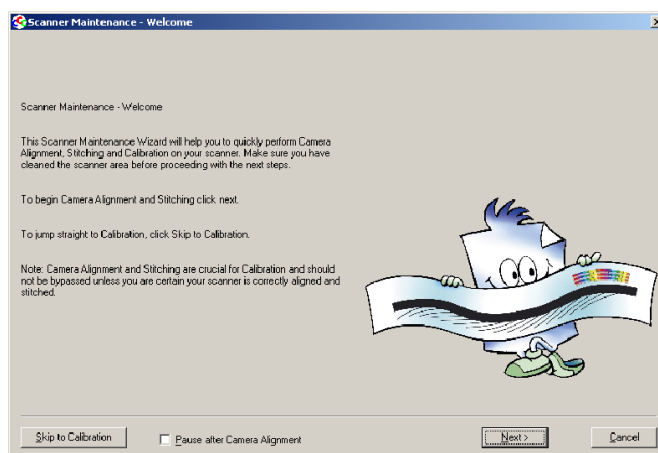 Scanner Maintenance - Welcome
Scanner Maintenance - Welcome
This Scanner Maintenance Wizard will help you to quickly perform Camera
Alignment, Stitching and Calibration on your scanner. Make sure you have
cleaned the scanner area before proceeding with the next steps.
To begin Camera Alignment and Stitching click next.
To jump straight to Calibration, click Skip to Calibration.
Note: Camera Alignment and Stitching are crucial for Calibration and should
not be bypassed unless you are certain your scanner is correctly aligned and
stitched.
Skip to Calibration
Pause after Camera Alignment
Next >
Cancel